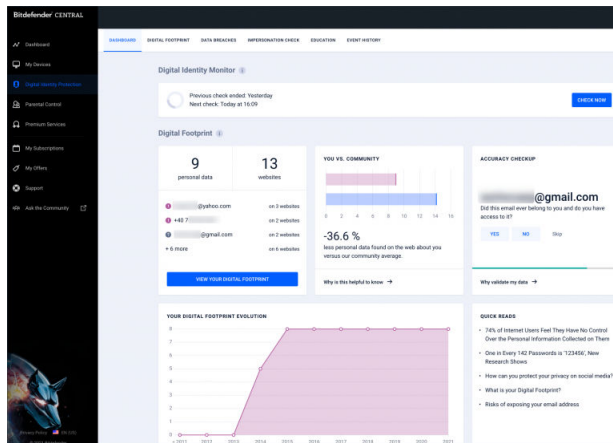 Bitdefender CENTRAL
Dashboard
My Devices
Digital Identity Protection
Parental Control
Premium Services
My Subscriptions
My Offers
Support
Ask the Community
Privacy Policy
DASHBOARD DIGITAL FOOTPRINT DATA BREACHES IMPERSONATION CHECK EDUCATION EVENT HISTORY
Digital Identity Monitor
Previous check ended: Yesterday
Next check: Today at 16:09
CHECK NOW
Digital Footprint
9
personal data
13
websites
@yahoo.com on 3 websites
+40 7 on 2 websites
@gmail.com on 2 websites
+ 6 more on 6 websites
VIEW YOUR DIGITAL FOOTPRINT
YOU VS. COMMUNITY
0 2 4 6 8 10 12 14 16
-36.6 %
less personal data found on the web about you
versus our community average.
Why is this helpful to know →
ACCURACY CHECKUP
@gmail.com
Did this email ever belong to you and do you have
access to it?
YES NO Skip
Why validate my data →
YOUR DIGITAL FOOTPRINT EVOLUTION
8
7
6
5
4
3
2
1
0
< 2011 2012 2013 2014 2015 2016 2017 2018 2019 2020 2021
QUICK READS
• 74% of Internet Users Feel They Have No Control
Over the Personal Information Collected on Them
• One in Every 142 Passwords is '123456', New
Research Shows
• How can you protect your privacy on social media?
• What is your Digital Footprint?
• Risks of exposing your email address